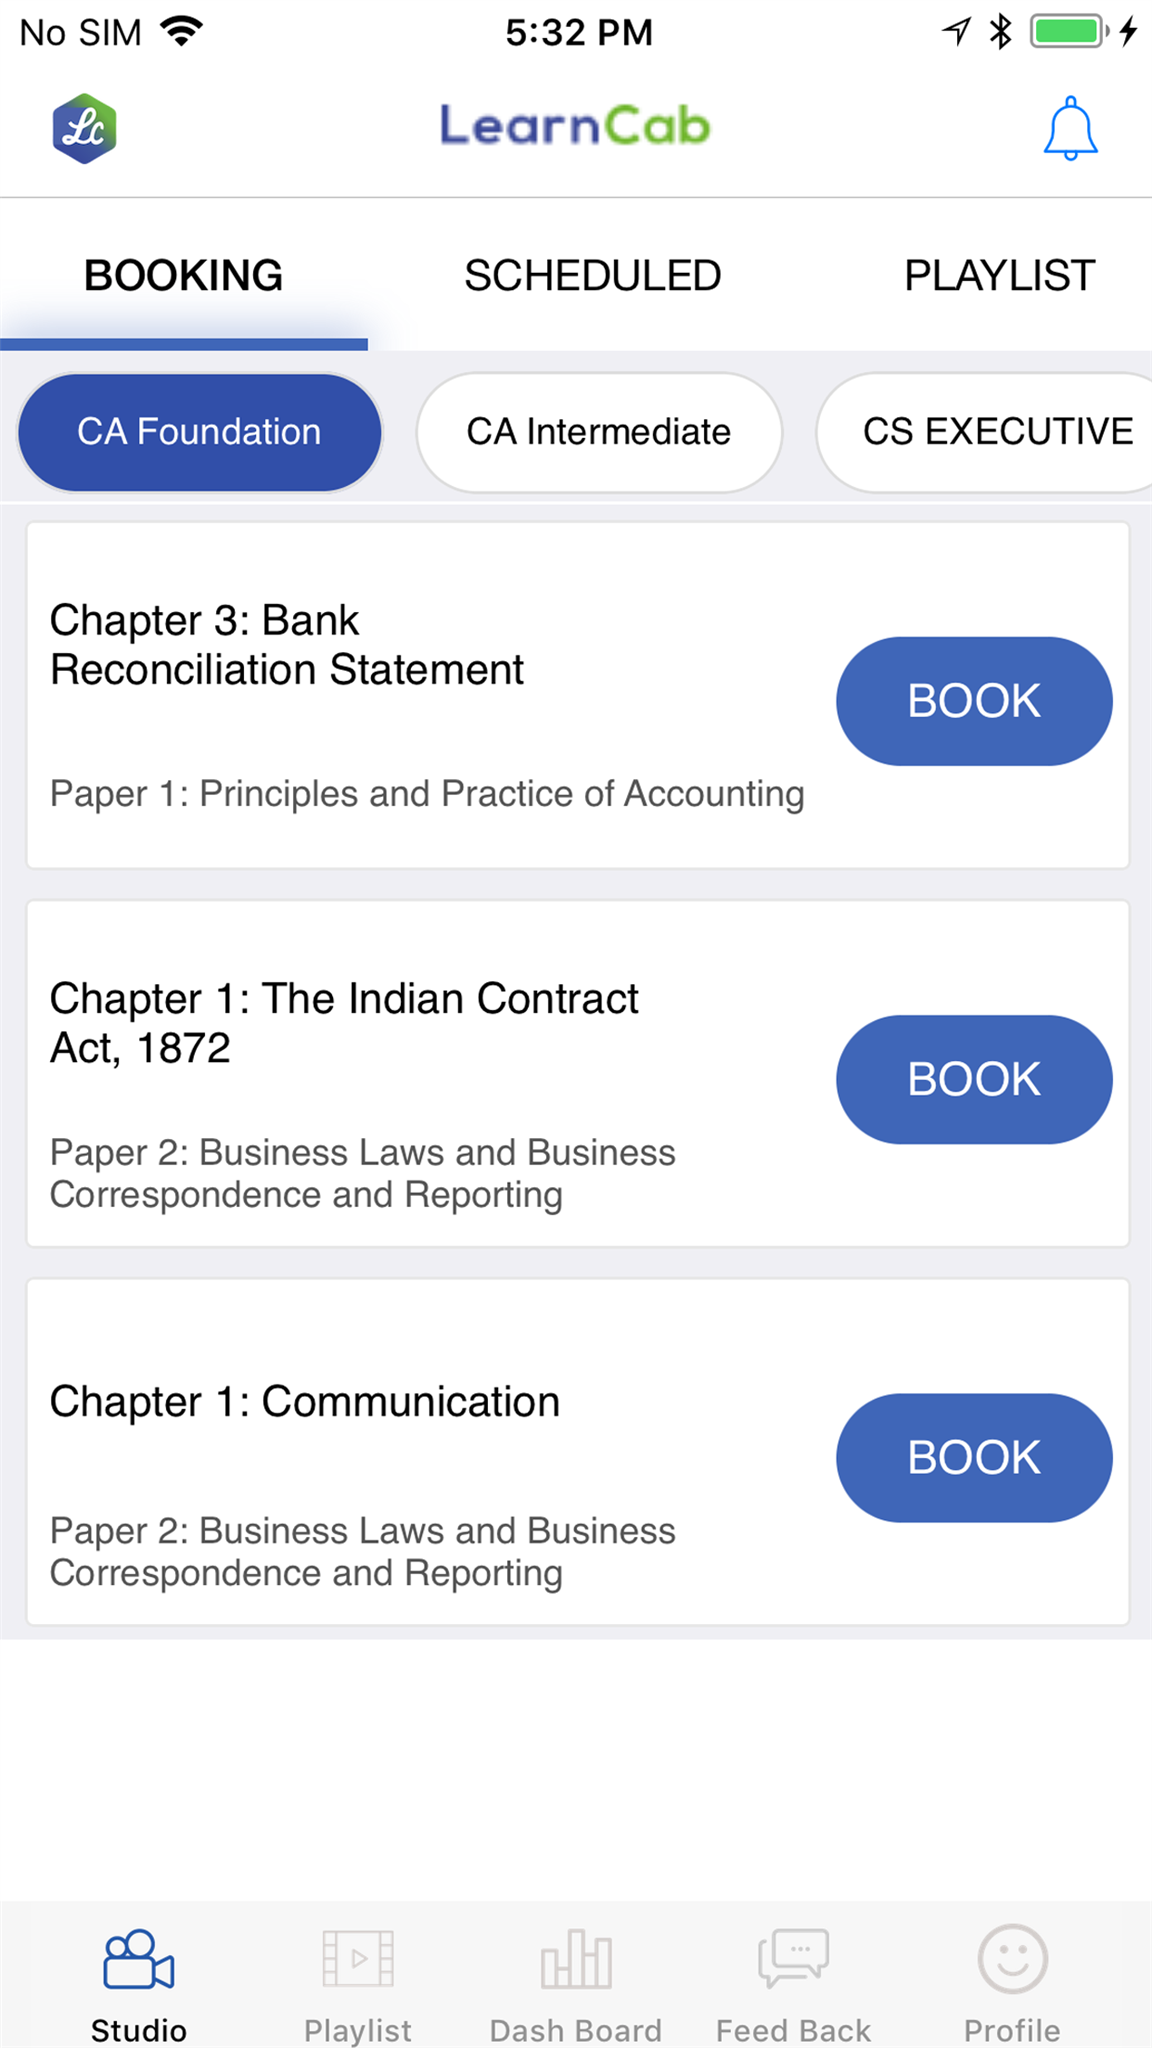 No SIM 5:32 PM
Lc LearnCab
BOOKING SCHEDULED PLAYLIST
CA Foundation CA Intermediate CS EXECUTIVE
Chapter 3: Bank
Reconciliation Statement
BOOK
Paper 1: Principles and Practice of Accounting
Chapter 1: The Indian Contract
Act, 1872
BOOK
Paper 2: Business Laws and Business
Correspondence and Reporting
Chapter 1: Communication
BOOK
Paper 2: Business Laws and Business
Correspondence and Reporting
Studio Playlist Dash Board Feed Back Profile